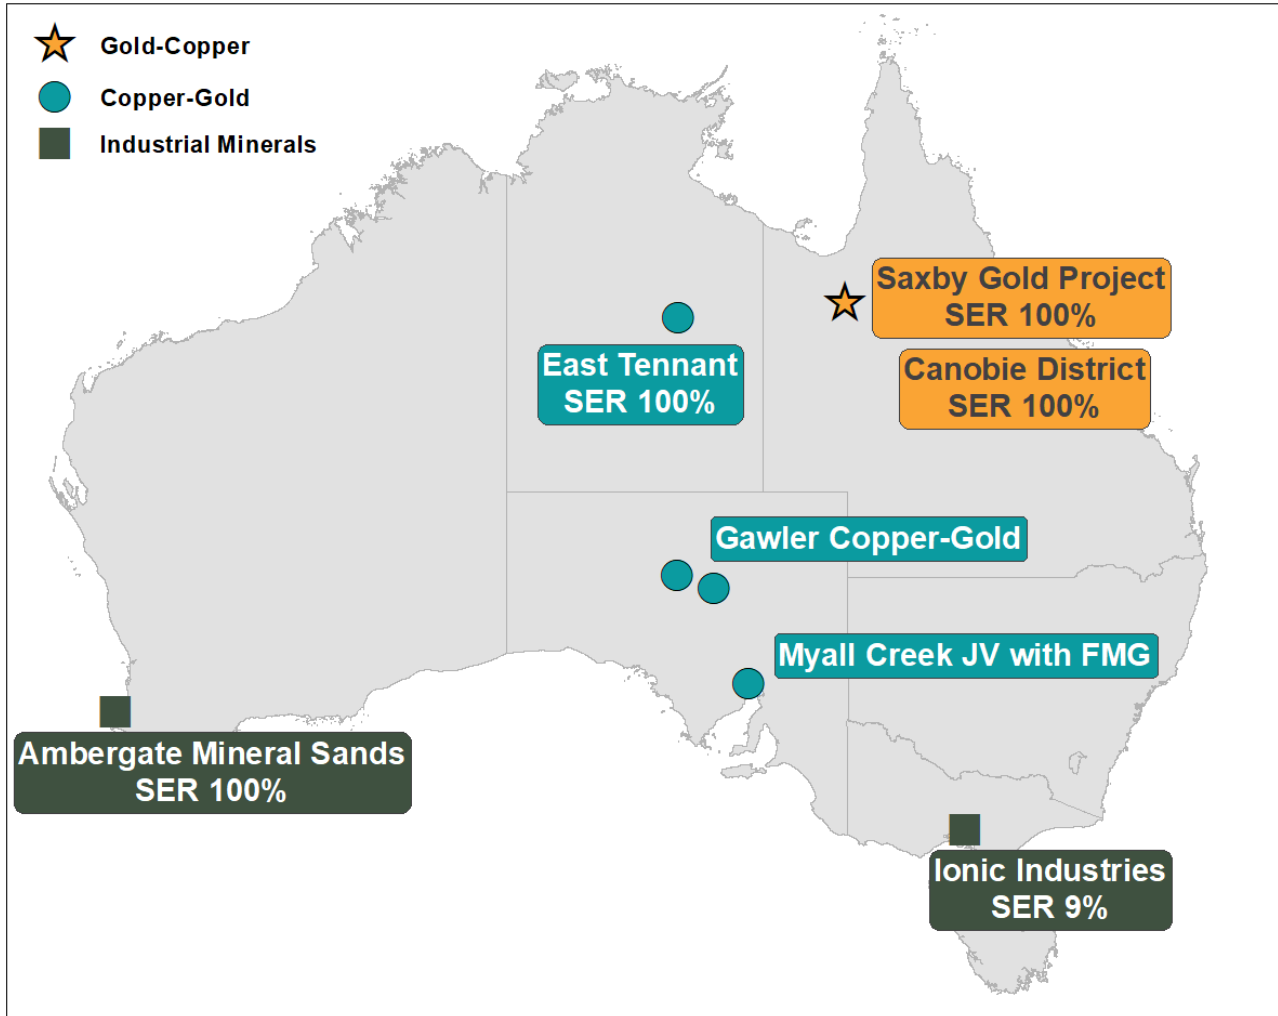 Gold-Copper
Copper-Gold
Industrial Minerals
Saxby Gold Project
SER 100%
East Tennant
SER 100%
Canobie District
SER 100%
Gawler Copper-Gold
Myall Creek JV with FMG
Ambergate Mineral Sands
SER 100%
Ionic Industries
SER 9%